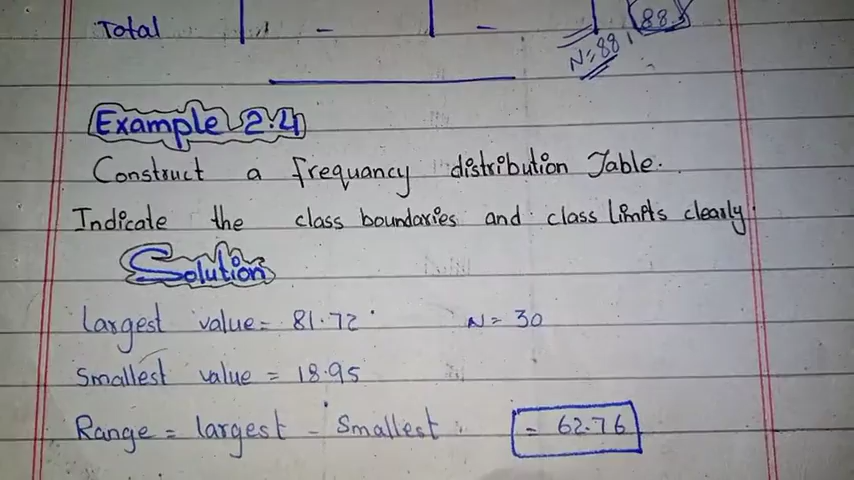 Total - - 88
N=88
Example 2.4
Construct a frequancy distribution Table.
Indicate the class boundaries and class Limits clearly.
Solution
largest value = 81.72 N = 30
Smallest value = 18.95
Range = largest - Smallest = 62.76